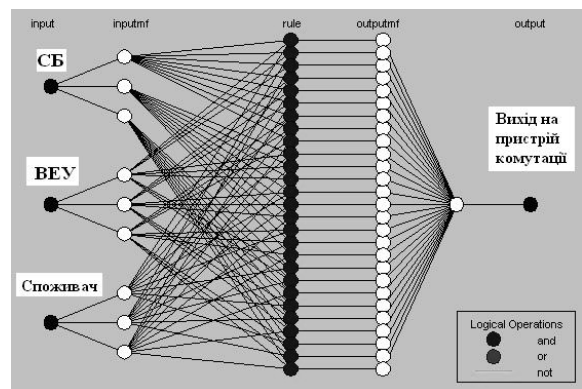 input inputmf rule outputmf output
СБ
ВЕУ
Споживач
Вихід на
пристрій
комутації
Logical Operations
and
or
not